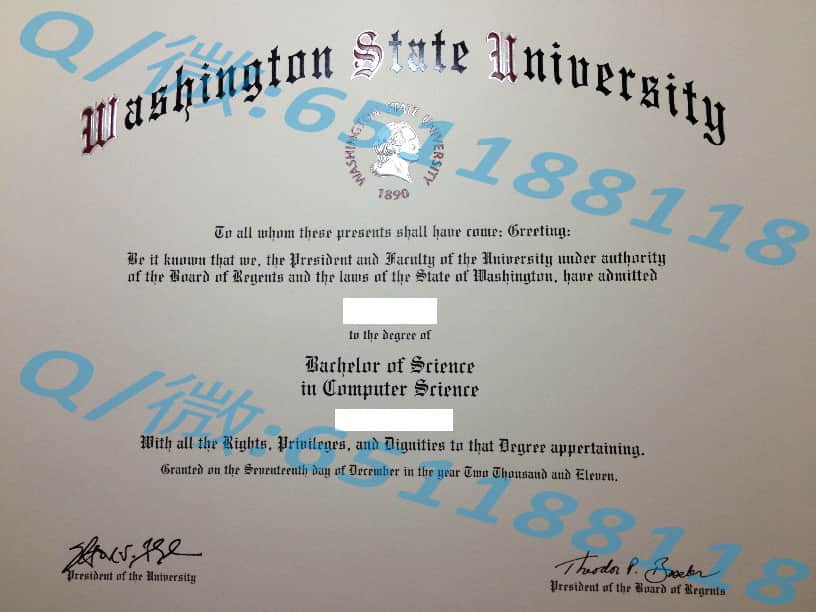 Washington State University
WASHINGTON STATE UNIVERSITY
1890
To all whom these presents shall have come: Greeting:
Be it known that we, the President and Faculty of the University under authority
of the Board of Regents and the laws of the State of Washington, have admitted
to the degree of
Bachelor of Science
in Computer Science
With all the Rights, Privileges, and Dignities to that Degree appertaining.
Granted on the Seventeenth day of December in the year Two Thousand and Eleven.
President of the University
Theodor P. Baseler
President of the Board of Regents
Q/微:651188118
Q/微:651188118